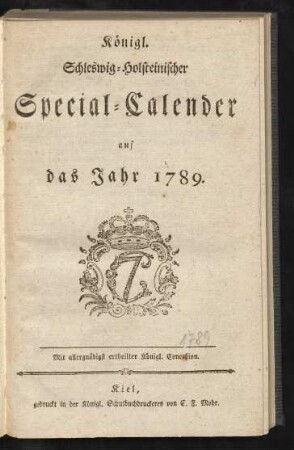 Königl.
Schleswig-Holsteinischer
Special-Calender
auf
das Jahr 1789.
1789
Mit allergnädigst ertheilter Königl. Concession.
Kiel,
gedruckt in der Königl. Schulbuchdruckerey von C. F. Mohr.